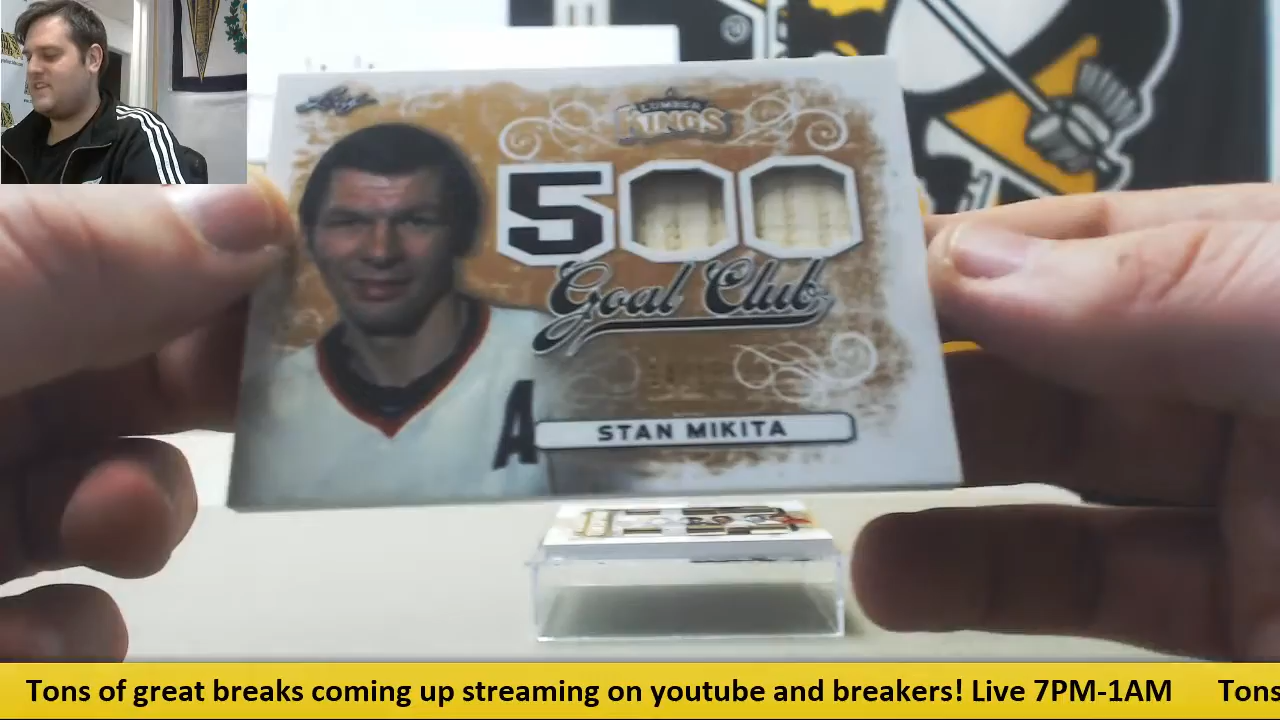 Leaf
LUMBER
KINGS
500
Goal Club
A
STAN MIKITA
Tons of great breaks coming up streaming on youtube and breakers! Live 7PM-1AM Tons